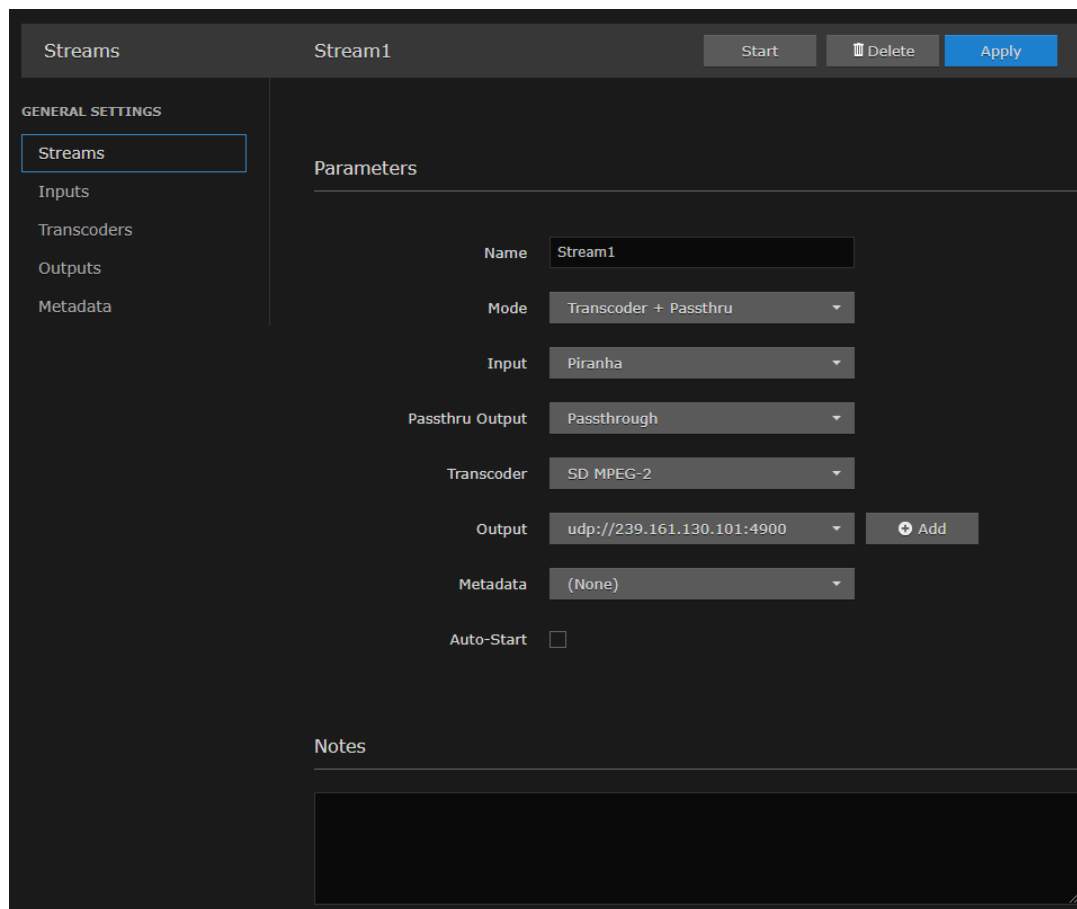 Streams
Stream1
Start
Delete
Apply
GENERAL SETTINGS
Streams
Inputs
Transcoders
Outputs
Metadata
Parameters
Name Stream1
Mode Transcoder + Passthru
Input Piranha
Passthru Output Passthrough
Transcoder SD MPEG-2
Output udp://239.161.130.101:4900 Add
Metadata (None)
Auto-Start
Notes